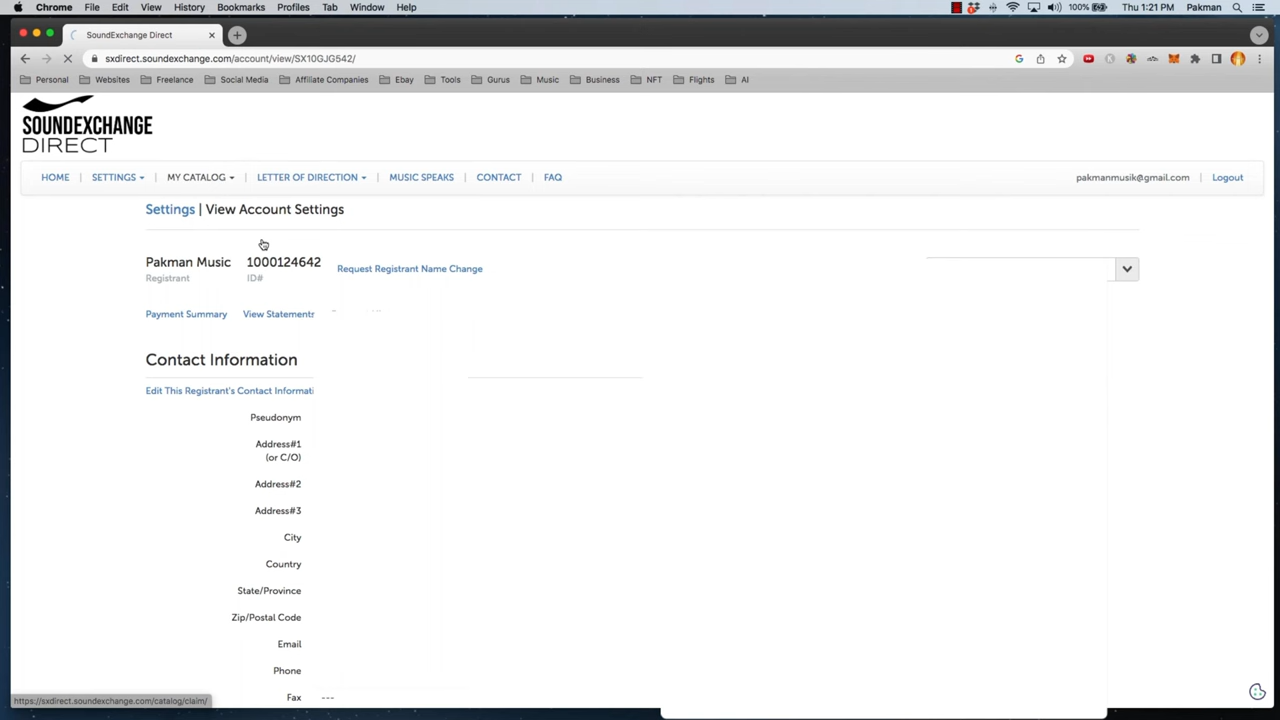 Chrome File Edit View History Bookmarks Profiles Tab Window Help 100% Thu 1:21 PM Pakman
SoundExchange Direct
sxdirect.soundexchange.com/account/view/SX10GJG542/
Personal Websites Freelance Social Media Affiliate Companies Ebay Tools Gurus Music Business NFT Flights AI
SOUNDEXCHANGE
DIRECT
HOME | SETTINGS | MY CATALOG | LETTER OF DIRECTION | MUSIC SPEAKS | CONTACT | FAQ pakmanmusik@gmail.com | Logout
Settings | View Account Settings
Pakman Music 1000124642 Request Registrant Name Change
Registrant ID#
Payment Summary View Statements
Contact Information
Edit This Registrant's Contact Informati
Pseudonym
Address#1
(or C/O)
Address#2
Address#3
City
Country
State/Province
Zip/Postal Code
Email
Phone
Fax ---
https://sxdirect.soundexchange.com/catalog/claim/